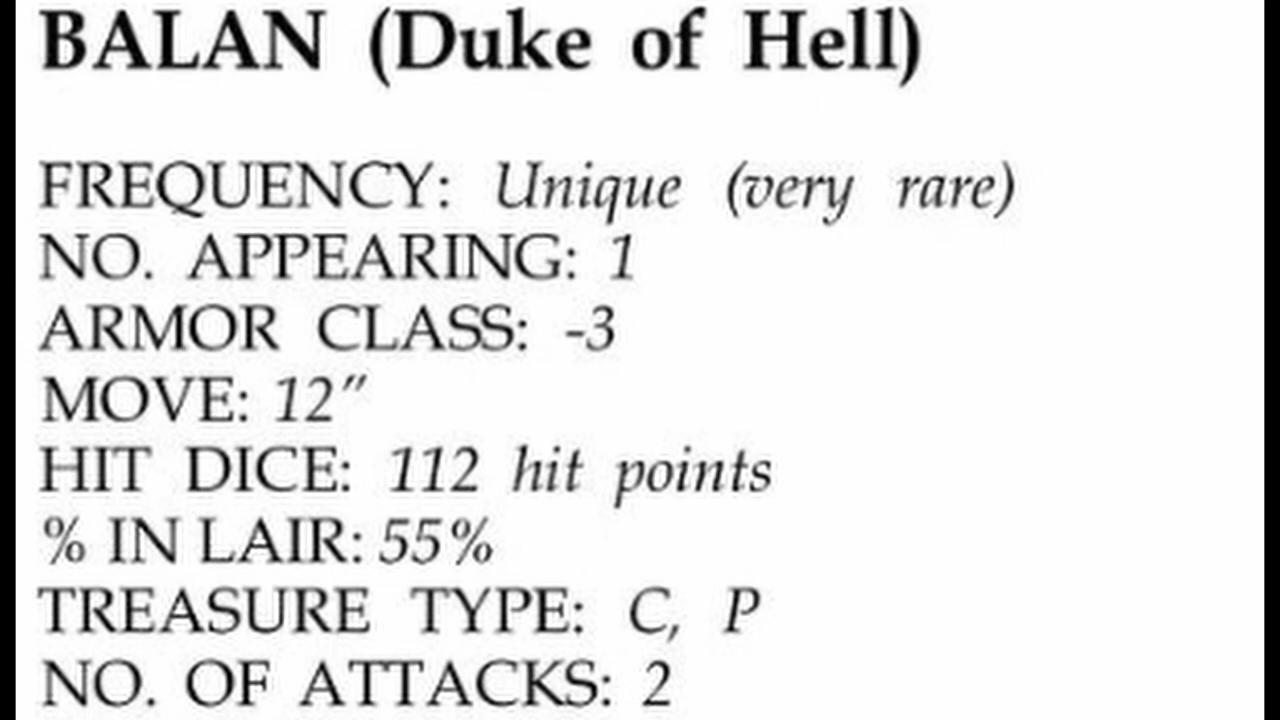 BALAN (Duke of Hell)
FREQUENCY: Unique (very rare)
NO. APPEARING: 1
ARMOR CLASS: -3
MOVE: 12"
HIT DICE: 112 hit points
% IN LAIR: 55%
TREASURE TYPE: C, P
NO. OF ATTACKS: 2